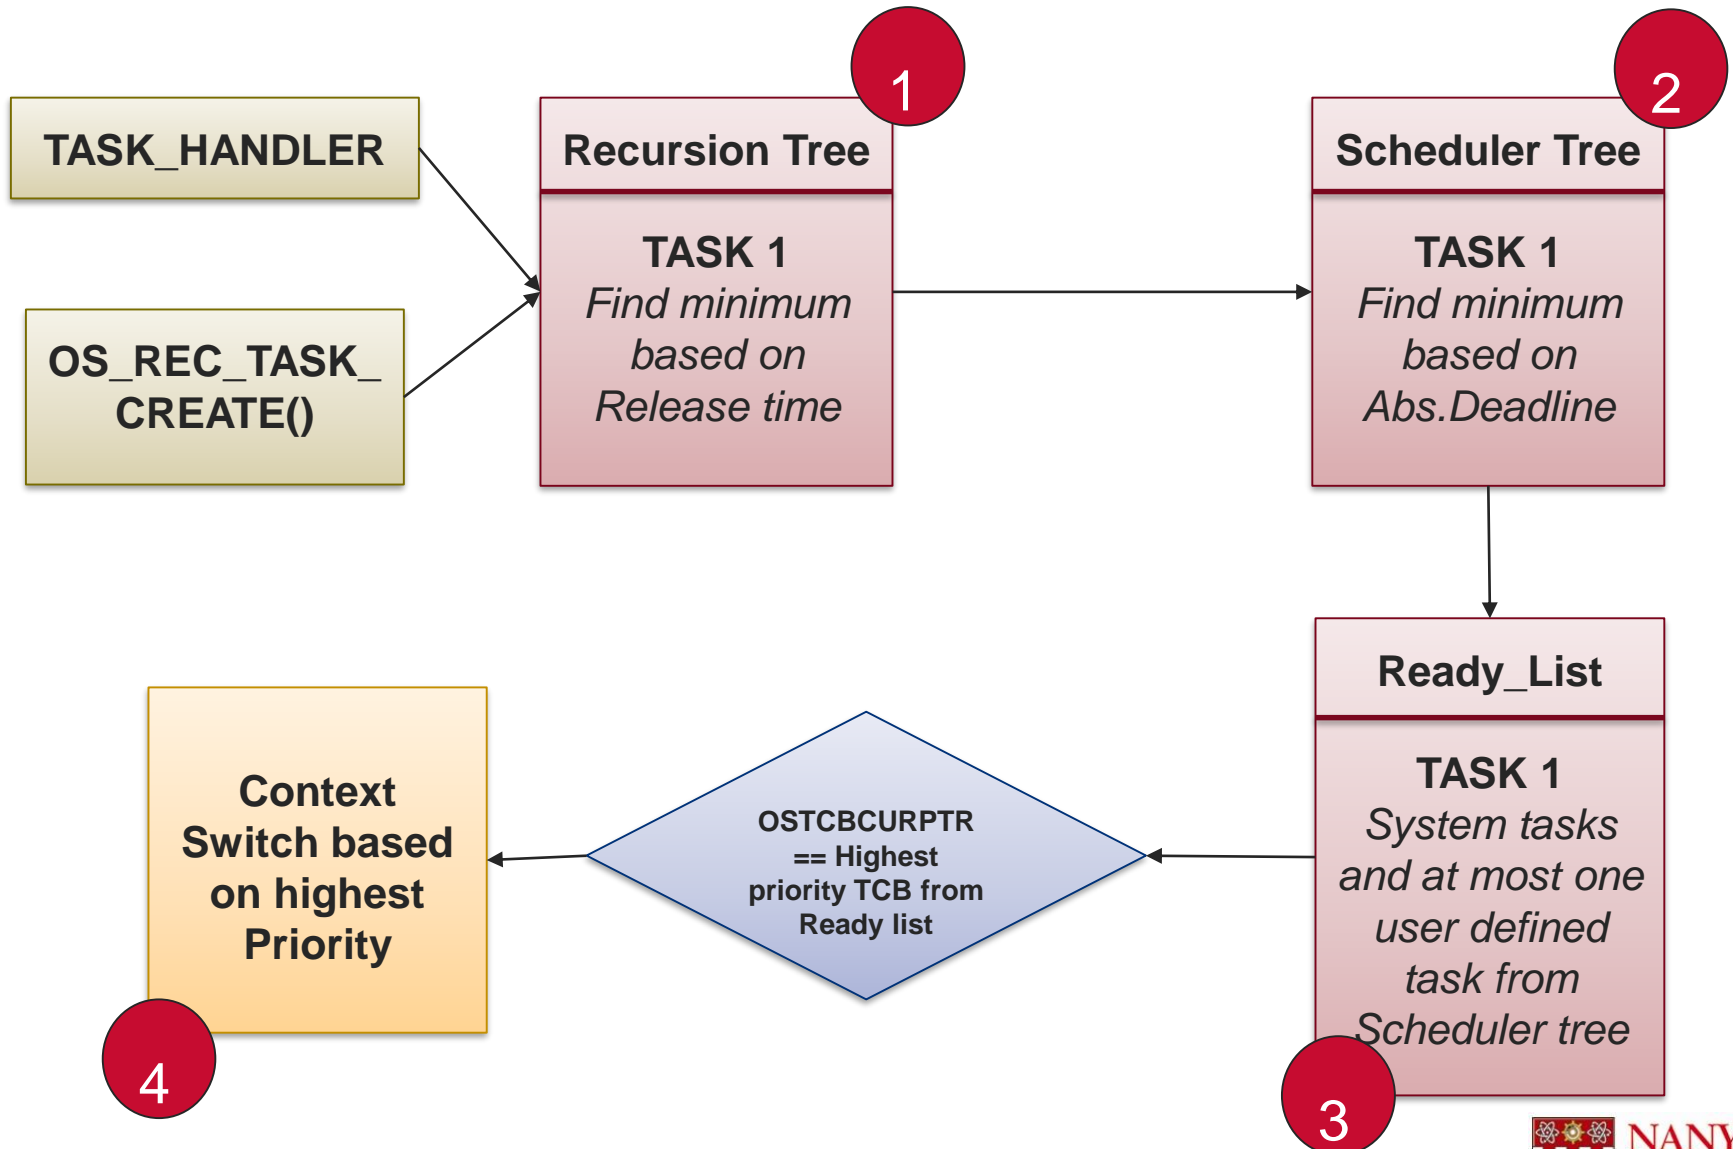 1
2
TASK_HANDLER
Recursion Tree
Scheduler Tree
TASK 1
Find minimum
based on
Release time
TASK 1
Find minimum
based on
Abs.Deadline
OS_REC_TASK_
CREATE()
Ready_List
TASK 1
System tasks
and at most one
user defined
task from
Scheduler tree
OSTCBCURPTR
== Highest
priority TCB from
Ready list
Context
Switch based
on highest
Priority
4
3